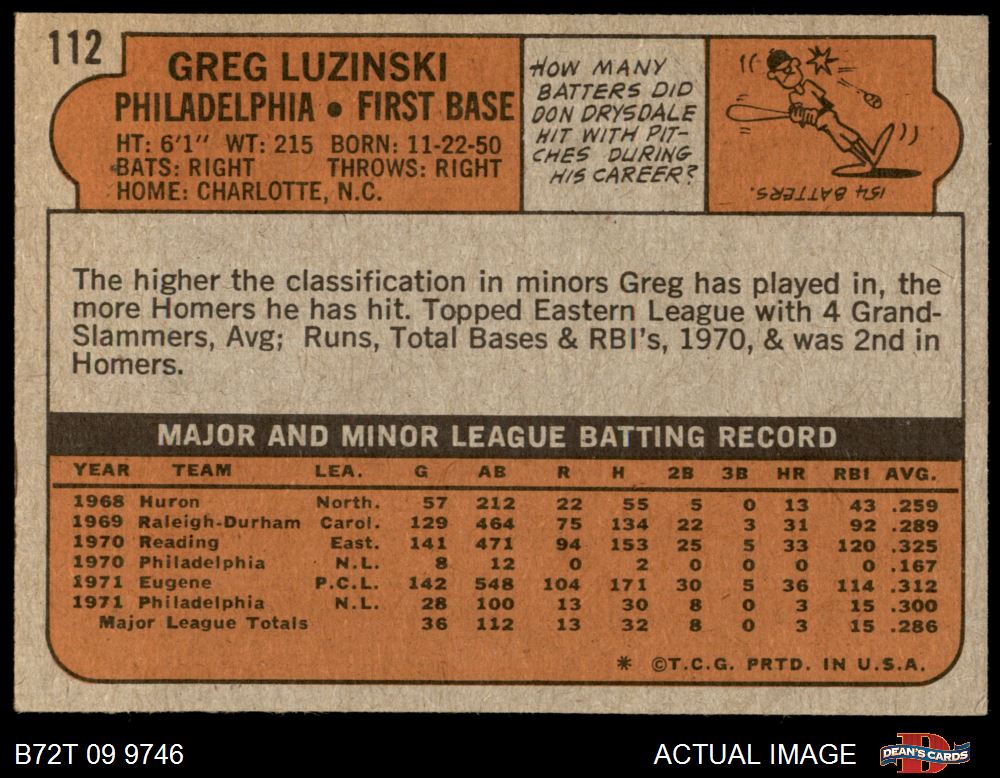 112
GREG LUZINSKI
PHILADELPHIA • FIRST BASE
HT: 6'1" WT: 215 BORN: 11-22-50
BATS: RIGHT THROWS: RIGHT
HOME: CHARLOTTE, N.C.
HOW MANY
BATTERS DID
DON DRYSDALE
HIT WITH PIT-
CHES DURING
HIS CAREER?
154 BATTERS.
The higher the classification in minors Greg has played in, the
more Homers he has hit. Topped Eastern League with 4 Grand-
Slammers, Avg; Runs, Total Bases & RBI's, 1970, & was 2nd in
Homers.
MAJOR AND MINOR LEAGUE BATTING RECORD
YEAR TEAM LEA. G AB R H 2B 3B HR RBI AVG.
1968 Huron North. 57 212 22 55 5 0 13 43 .259
1969 Raleigh-Durham Carol. 129 464 75 134 22 3 31 92 .289
1970 Reading East. 141 471 94 153 25 5 33 120 .325
1970 Philadelphia N.L. 8 12 0 2 0 0 0 0 .167
1971 Eugene P.C.L. 142 548 104 171 30 5 36 114 .312
1971 Philadelphia N.L. 28 100 13 30 8 0 3 15 .300
Major League Totals 36 112 13 32 8 0 3 15 .286
* ©T.C.G. PRTD. IN U.S.A.
B72T 09 9746 ACTUAL IMAGE
D
DEAN'S CARDS